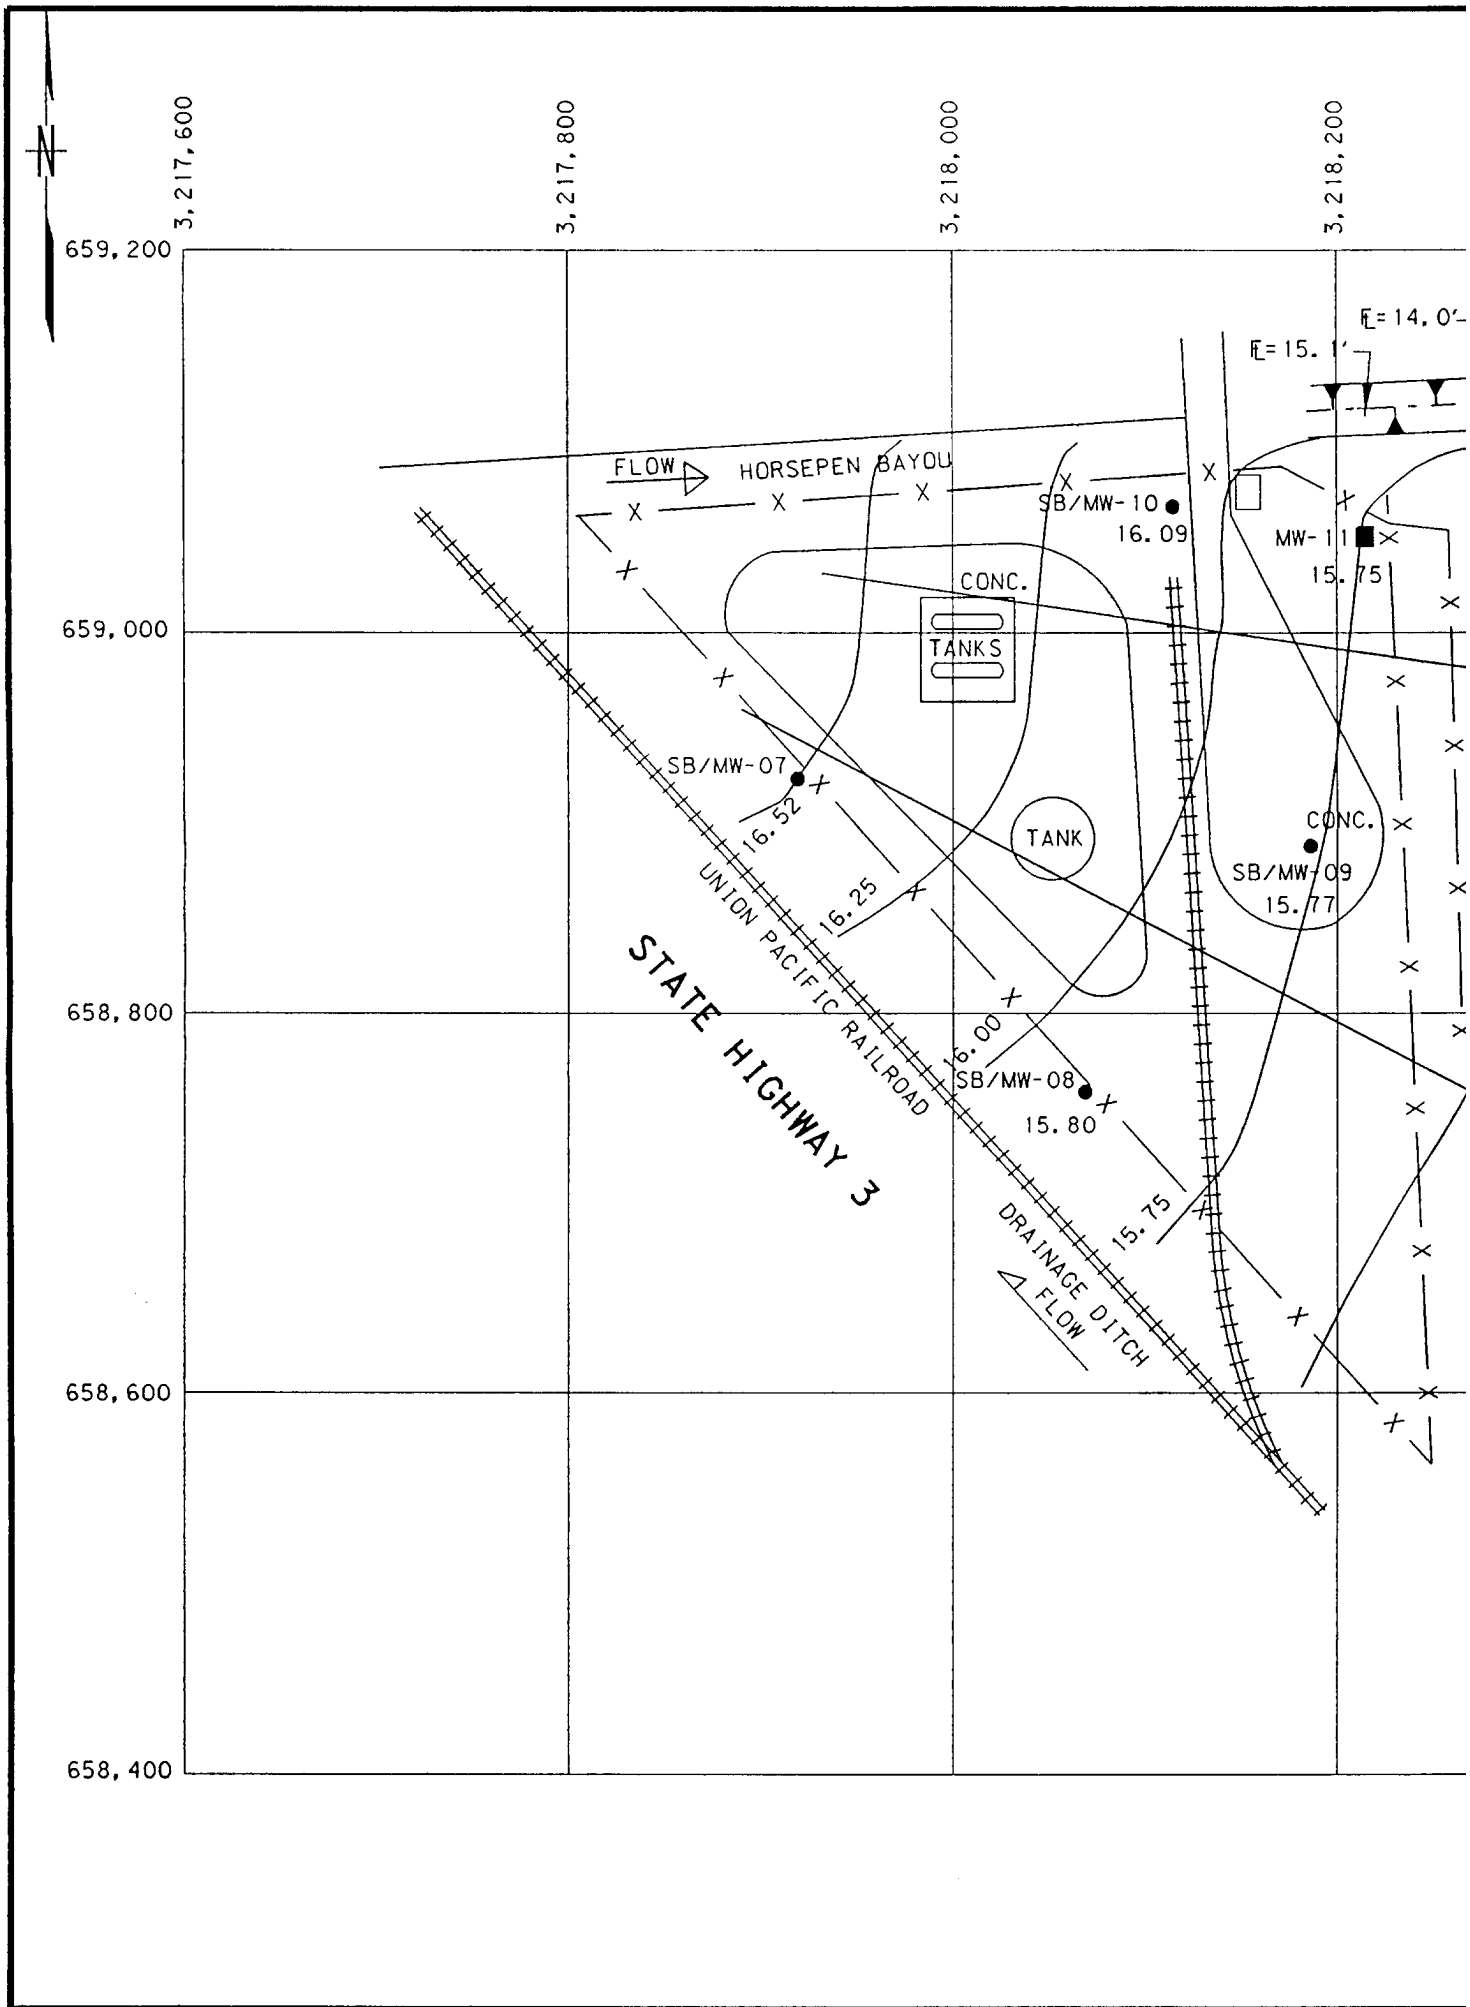 N
3,217,600
3,217,800
3,218,000
3,218,200
659,200
FL=14.0'
FL=15.1'
FLOW
HORSEPEN BAYOU
X X X X X
SB/MW-10
16.09
MW-11
15.75
CONC.
659,000
TANKS
SB/MW-07
16.52
TANK
CONC.
SB/MW-09
15.77
16.25
UNION PACIFIC RAILROAD
STATE HIGHWAY 3
658,800
16.00
SB/MW-08
15.80
15.75
DRAINAGE DITCH
FLOW
658,600
658,400